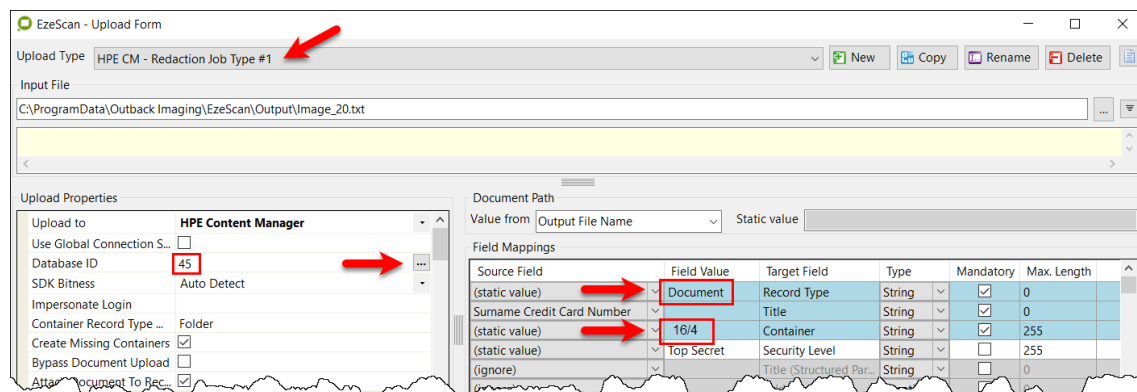 EzeScan - Upload Form
Upload Type HPE CM - Redaction Job Type #1 New Copy Rename Delete
Input File
C:\ProgramData\Outback Imaging\EzeScan\Output\Image_20.txt ...
Upload Properties
Upload to HPE Content Manager
Use Global Connection S...
Database ID 45 ...
SDK Bitness Auto Detect
Impersonate Login
Container Record Type ... Folder
Create Missing Containers
Bypass Document Upload
Attach Document To Rec...
Document Path
Value from Output File Name Static value
Field Mappings
Source Field Field Value Target Field Type Mandatory Max. Length
(static value) Document Record Type String 0
Surname Credit Card Number Title String 0
(static value) 16/4 Container String 255
(static value) Top Secret Security Level String 255
(ignore) Title (Structured Par... String 0